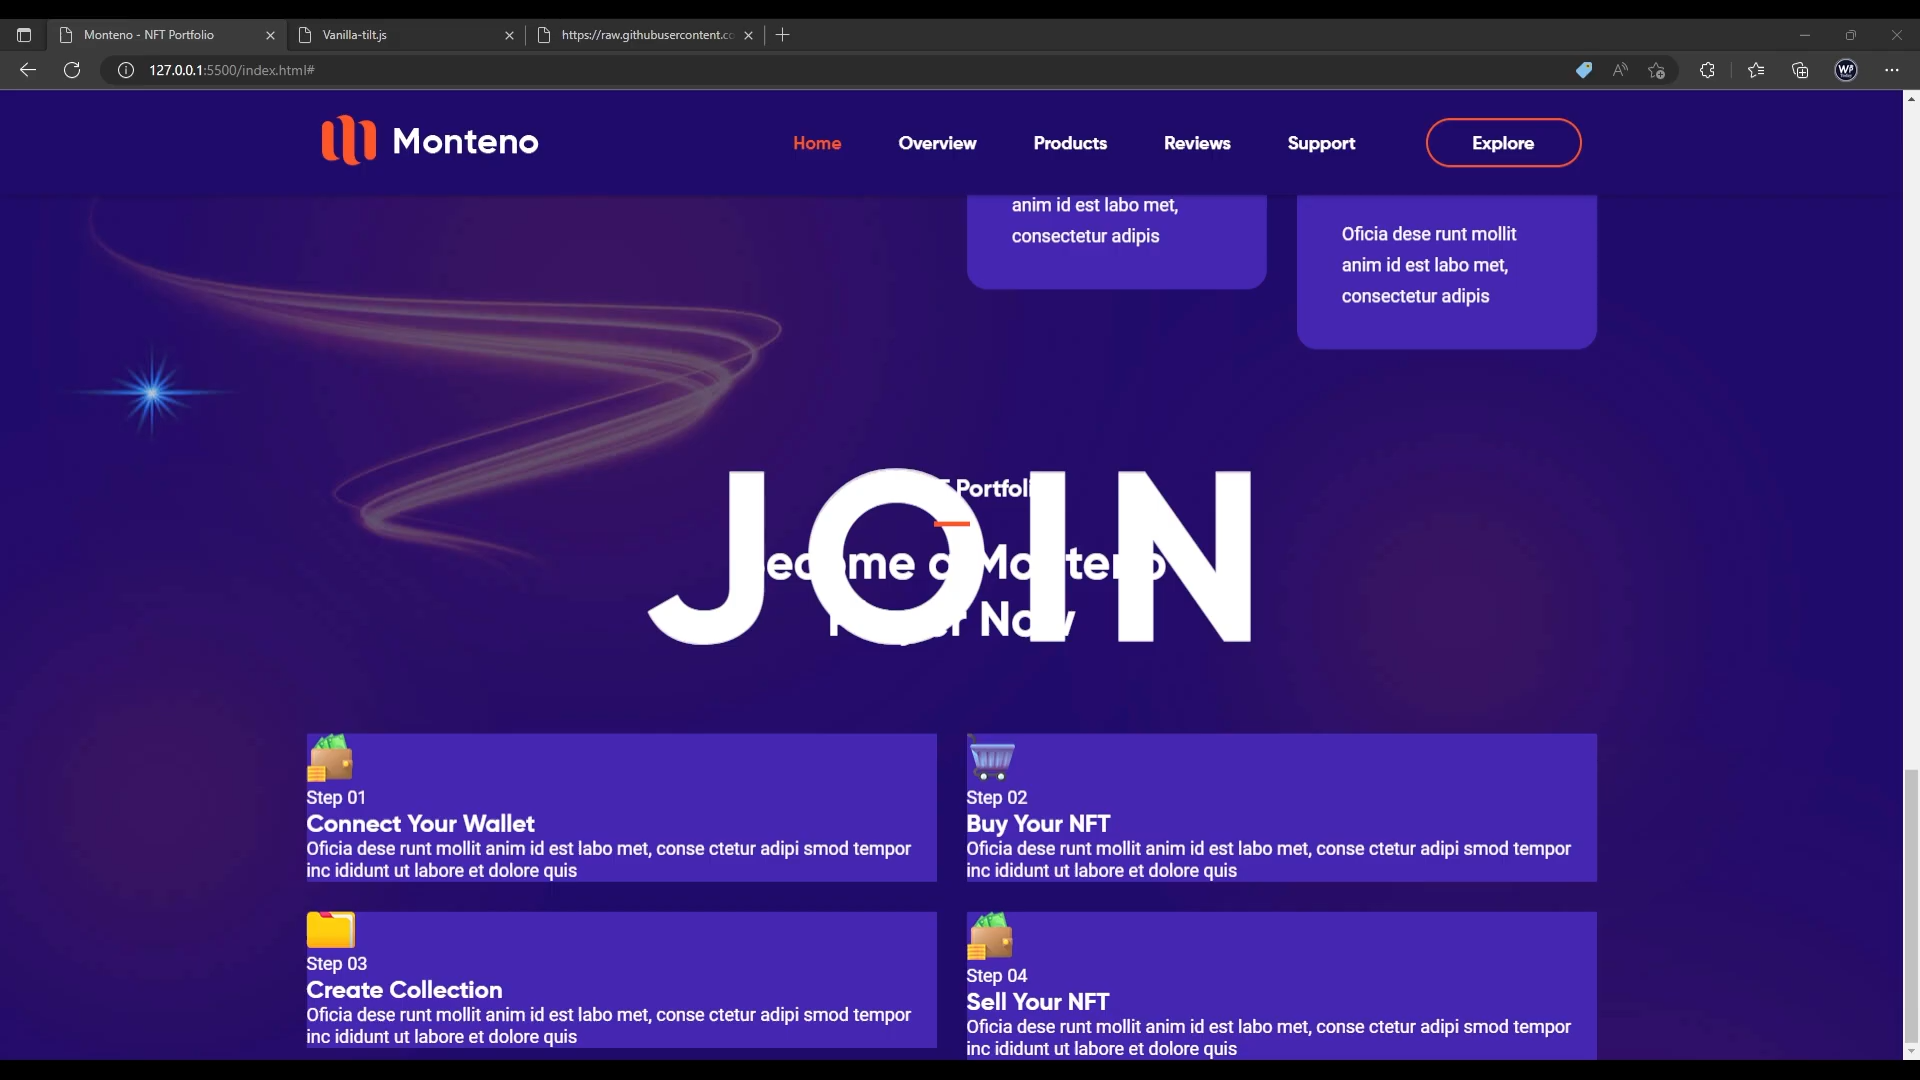 Monteno - NFT Portfolio
Vanilla-tilt.js
https://raw.githubusercontent.cc
127.0.0.1:5500/index.html#
WB
Monteno
Home
Overview
Products
Reviews
Support
Explore
anim id est labo met,
consectetur adipis
Oficia dese runt mollit
anim id est labo met,
consectetur adipis
JOIN
Portfoli
Now
Step 01
Connect Your Wallet
Oficia dese runt mollit anim id est labo met, conse ctetur adipi smod tempor
inc ididunt ut labore et dolore quis
Step 02
Buy Your NFT
Oficia dese runt mollit anim id est labo met, conse ctetur adipi smod tempor
inc ididunt ut labore et dolore quis
Step 03
Create Collection
Oficia dese runt mollit anim id est labo met, conse ctetur adipi smod tempor
inc ididunt ut labore et dolore quis
Step 04
Sell Your NFT
Oficia dese runt mollit anim id est labo met, conse ctetur adipi smod tempor
inc ididunt ut labore et dolore quis